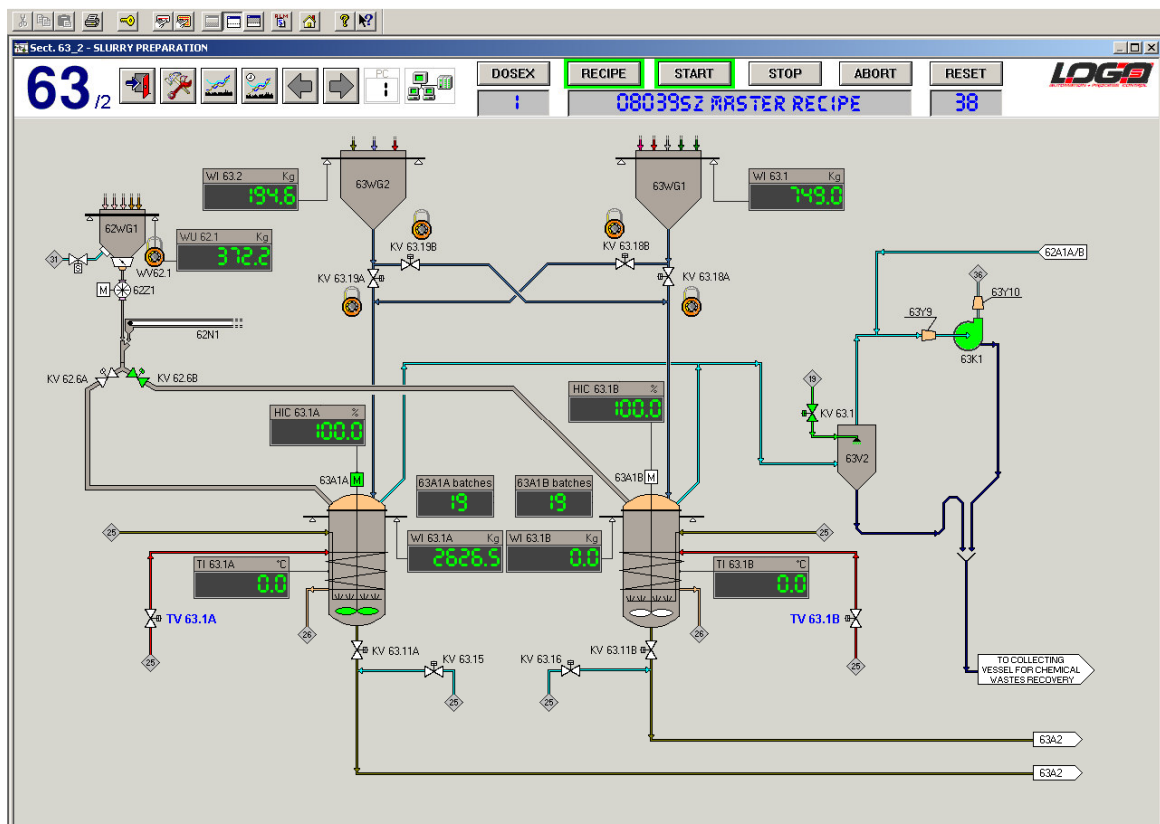 Sect. 63_2 - SLURRY PREPARATION
63/2
PC
1
DOSEX
RECIPE
START
STOP
ABORT
RESET
1
08039SZ MASTER RECIPE
38
LOGO
AUTOMATION • PROCESS CONTROL
WI 63.2 Kg
194.6
63WG2
63WG1
WI 63.1 Kg
749.0
62WG1
WU 62.1 Kg
372.2
31
S
WV62.1
KV 63.19B
KV 63.18B
KV 63.19A
KV 63.18A
M
62Z1
62N1
62A1A/B
36
63Y10
63Y9
63K1
KV 62.6A
KV 62.6B
HIC 63.1A %
100.0
HIC 63.1B %
100.0
19
KV 63.1
63V2
63A1A
M
63A1B
M
63A1A batches
19
63A1B batches
19
25
25
WI 63.1A Kg
2626.5
WI 63.1B Kg
0.0
TI 63.1A °C
0.0
TI 63.1B °C
0.0
TV 63.1A
TV 63.1B
26
26
25
25
KV 63.11A
KV 63.15
KV 63.16
KV 63.11B
25
25
TO COLLECTING
VESSEL FOR CHEMICAL
WASTES RECOVERY
63A2
63A2